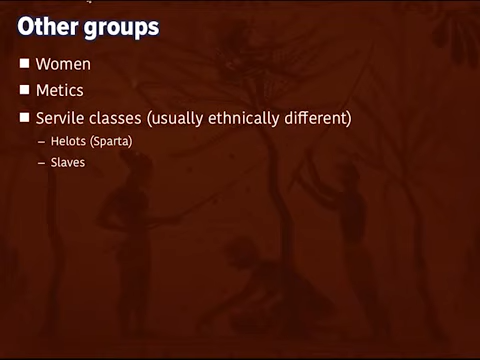 Other groups
Women
Metics
Servile classes (usually ethnically different)
– Helots (Sparta)
– Slaves